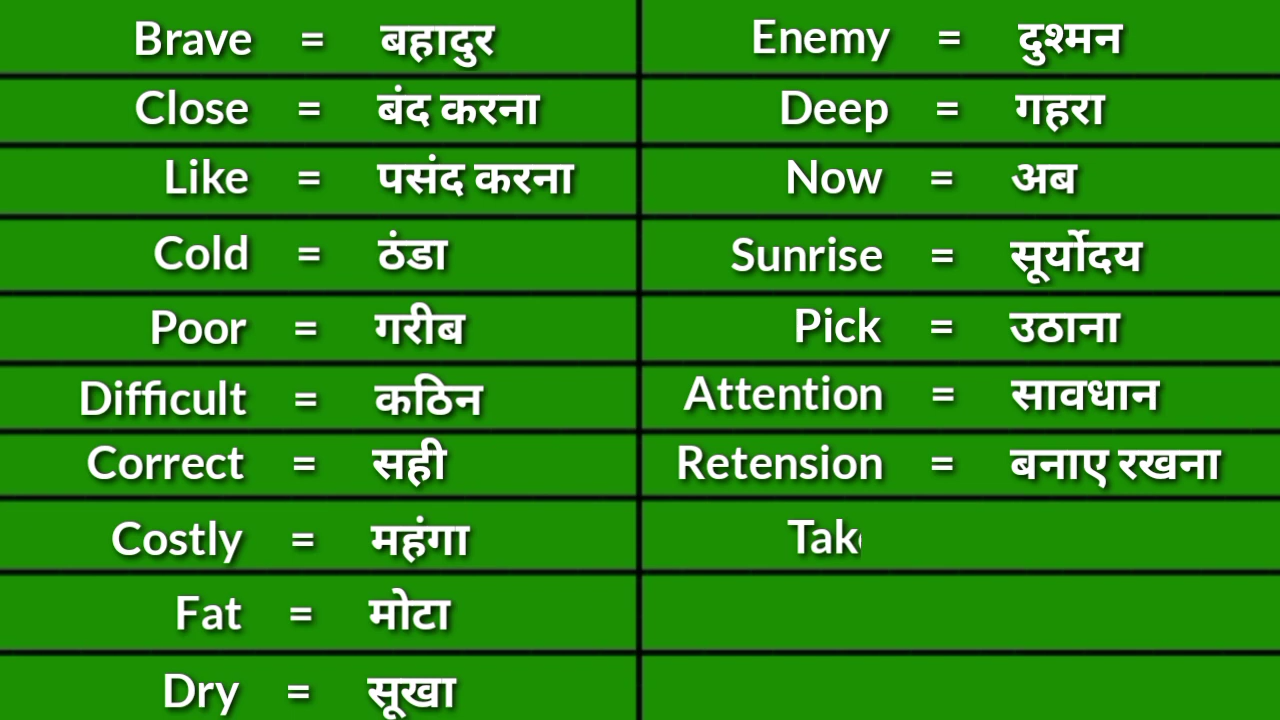 Brave = बहादुर
Close = बंद करना
Like = पसंद करना
Cold = ठंडा
Poor = गरीब
Difficult = कठिन
Correct = सही
Costly = महंगा
Fat = मोटा
Dry = सूखा
Enemy = दुश्मन
Deep = गहरा
Now = अब
Sunrise = सूर्योदय
Pick = उठाना
Attention = सावधान
Retension = बनाए रखना